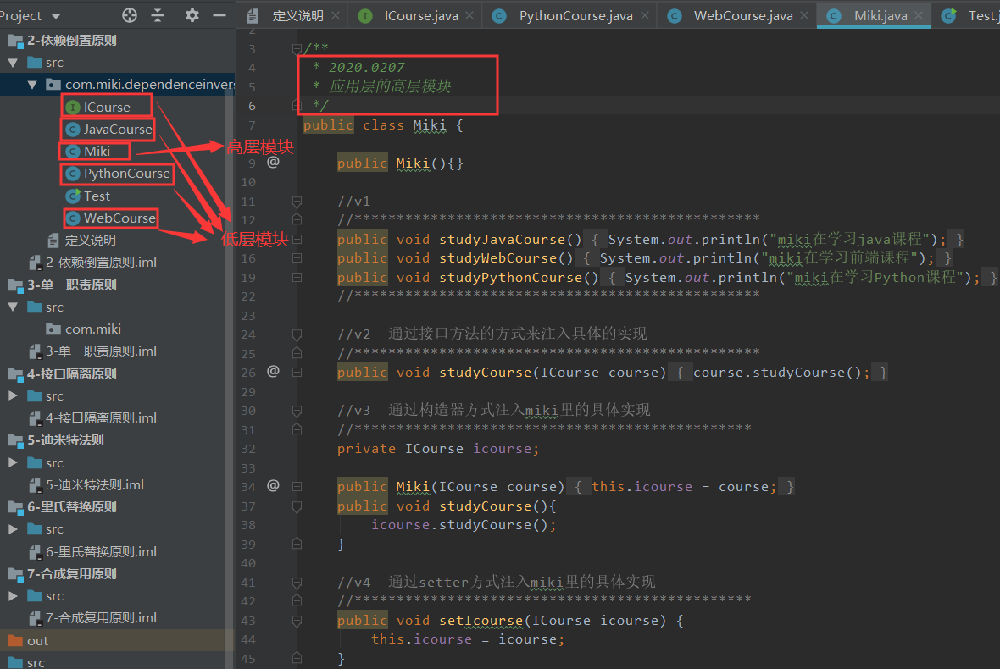 Project
定义说明
ICourse.java
PythonCourse.java
WebCourse.java
Miki.java
Test.j
2-依赖倒置原则
src
com.miki.dependenceinver
ICourse
JavaCourse
Miki
PythonCourse
Test
WebCourse
定义说明
2-依赖倒置原则.iml
3-单一职责原则
src
com.miki
3-单一职责原则.iml
4-接口隔离原则
src
4-接口隔离原则.iml
5-迪米特法则
src
5-迪米特法则.iml
6-里氏替换原则
src
6-里氏替换原则.iml
7-合成复用原则
src
7-合成复用原则.iml
out
src
高层模块
低层模块
2
3 /**
4 * 2020.0207
5 * 应用层的高层模块
6 */
7 public class Miki {
9 @ public Miki(){}
10
11 //v1
12 //************************************************
public void studyJavaCourse() { System.out.println("miki在学习java课程"); }
16 public void studyWebCourse() { System.out.println("miki在学习前端课程"); }
19 public void studyPythonCourse() { System.out.println("miki在学习Python课程"); }
22 //************************************************
23
24 //v2 通过接口方法的方式来注入具体的实现
25 //************************************************
26 @ public void studyCourse(ICourse course) { course.studyCourse(); }
29
30 //v3 通过构造器方式注入miki里的具体实现
31 //***********************************************
32 private ICourse icourse;
33
34 @ public Miki(ICourse course) { this.icourse = course; }
37 public void studyCourse(){
38 icourse.studyCourse();
39 }
40
41 //v4 通过setter方式注入miki里的具体实现
42 //***********************************************
43 public void setIcourse(ICourse icourse) {
44 this.icourse = icourse;
45 }